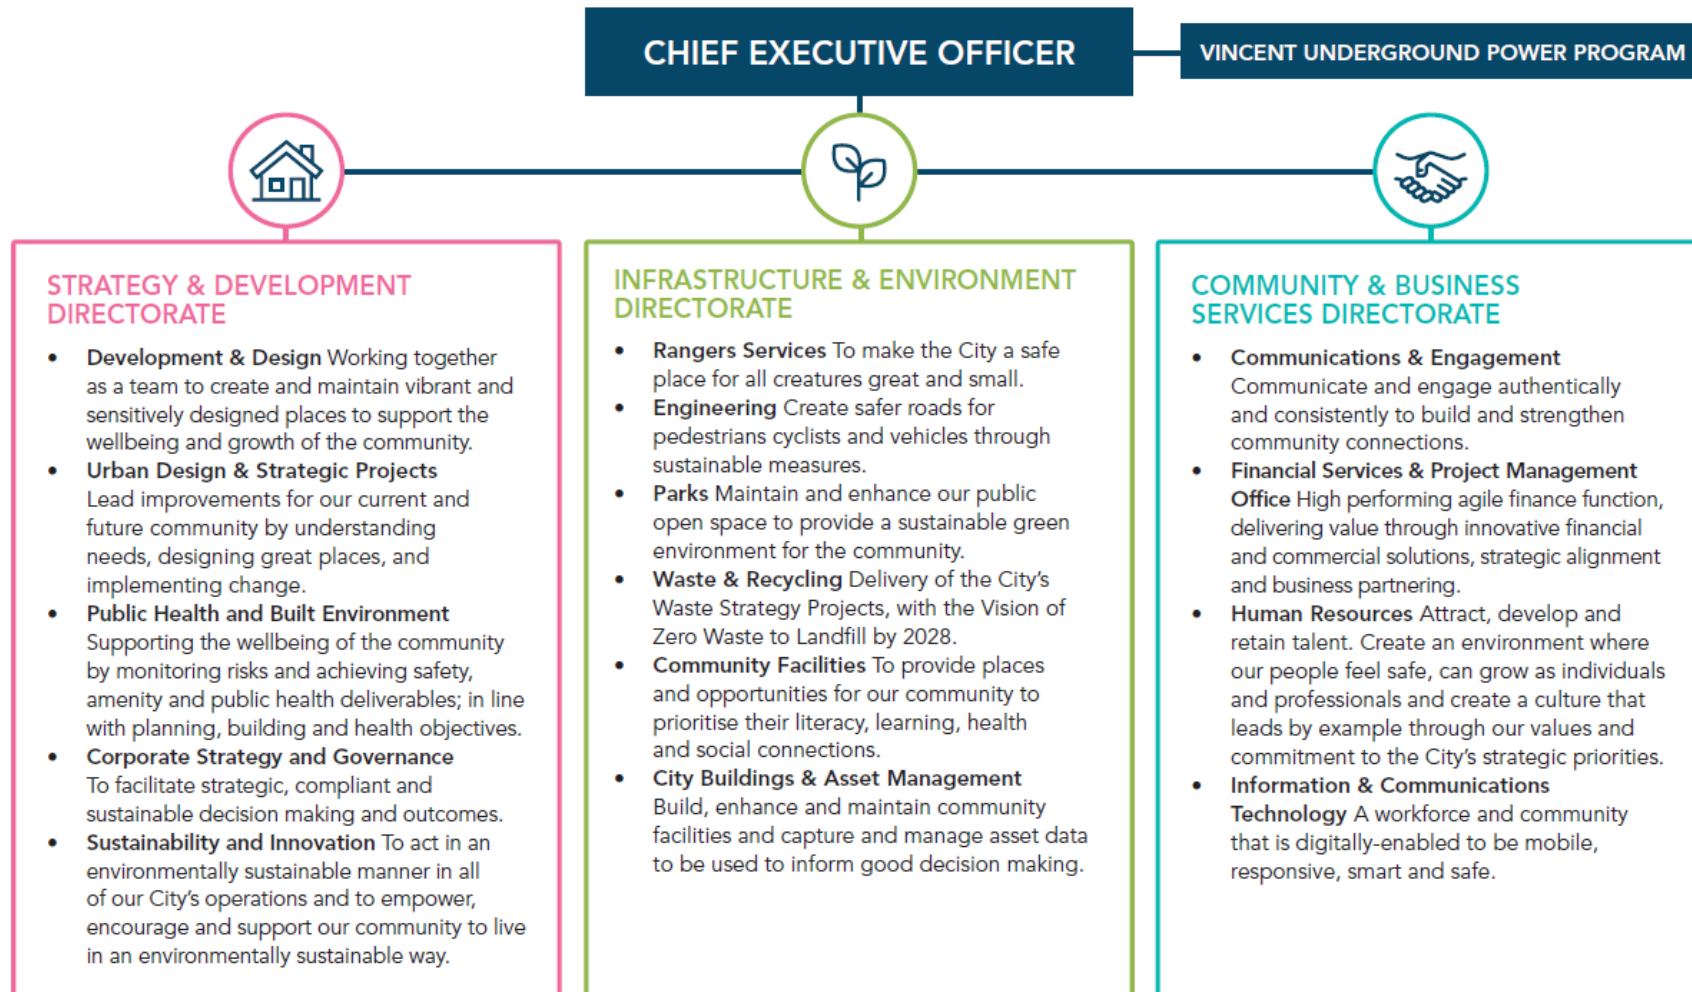 CHIEF EXECUTIVE OFFICER
VINCENT UNDERGROUND POWER PROGRAM
STRATEGY & DEVELOPMENT
DIRECTORATE
• Development & Design Working together
as a team to create and maintain vibrant and
sensitively designed places to support the
wellbeing and growth of the community.
• Urban Design & Strategic Projects
Lead improvements for our current and
future community by understanding
needs, designing great places, and
implementing change.
• Public Health and Built Environment
Supporting the wellbeing of the community
by monitoring risks and achieving safety,
amenity and public health deliverables; in line
with planning, building and health objectives.
• Corporate Strategy and Governance
To facilitate strategic, compliant and
sustainable decision making and outcomes.
• Sustainability and Innovation To act in an
environmentally sustainable manner in all
of our City's operations and to empower,
encourage and support our community to live
in an environmentally sustainable way.
INFRASTRUCTURE & ENVIRONMENT
DIRECTORATE
• Rangers Services To make the City a safe
place for all creatures great and small.
• Engineering Create safer roads for
pedestrians cyclists and vehicles through
sustainable measures.
• Parks Maintain and enhance our public
open space to provide a sustainable green
environment for the community.
• Waste & Recycling Delivery of the City's
Waste Strategy Projects, with the Vision of
Zero Waste to Landfill by 2028.
• Community Facilities To provide places
and opportunities for our community to
prioritise their literacy, learning, health
and social connections.
• City Buildings & Asset Management
Build, enhance and maintain community
facilities and capture and manage asset data
to be used to inform good decision making.
COMMUNITY & BUSINESS
SERVICES DIRECTORATE
• Communications & Engagement
Communicate and engage authentically
and consistently to build and strengthen
community connections.
• Financial Services & Project Management
Office High performing agile finance function,
delivering value through innovative financial
and commercial solutions, strategic alignment
and business partnering.
• Human Resources Attract, develop and
retain talent. Create an environment where
our people feel safe, can grow as individuals
and professionals and create a culture that
leads by example through our values and
commitment to the City's strategic priorities.
• Information & Communications
Technology A workforce and community
that is digitally-enabled to be mobile,
responsive, smart and safe.